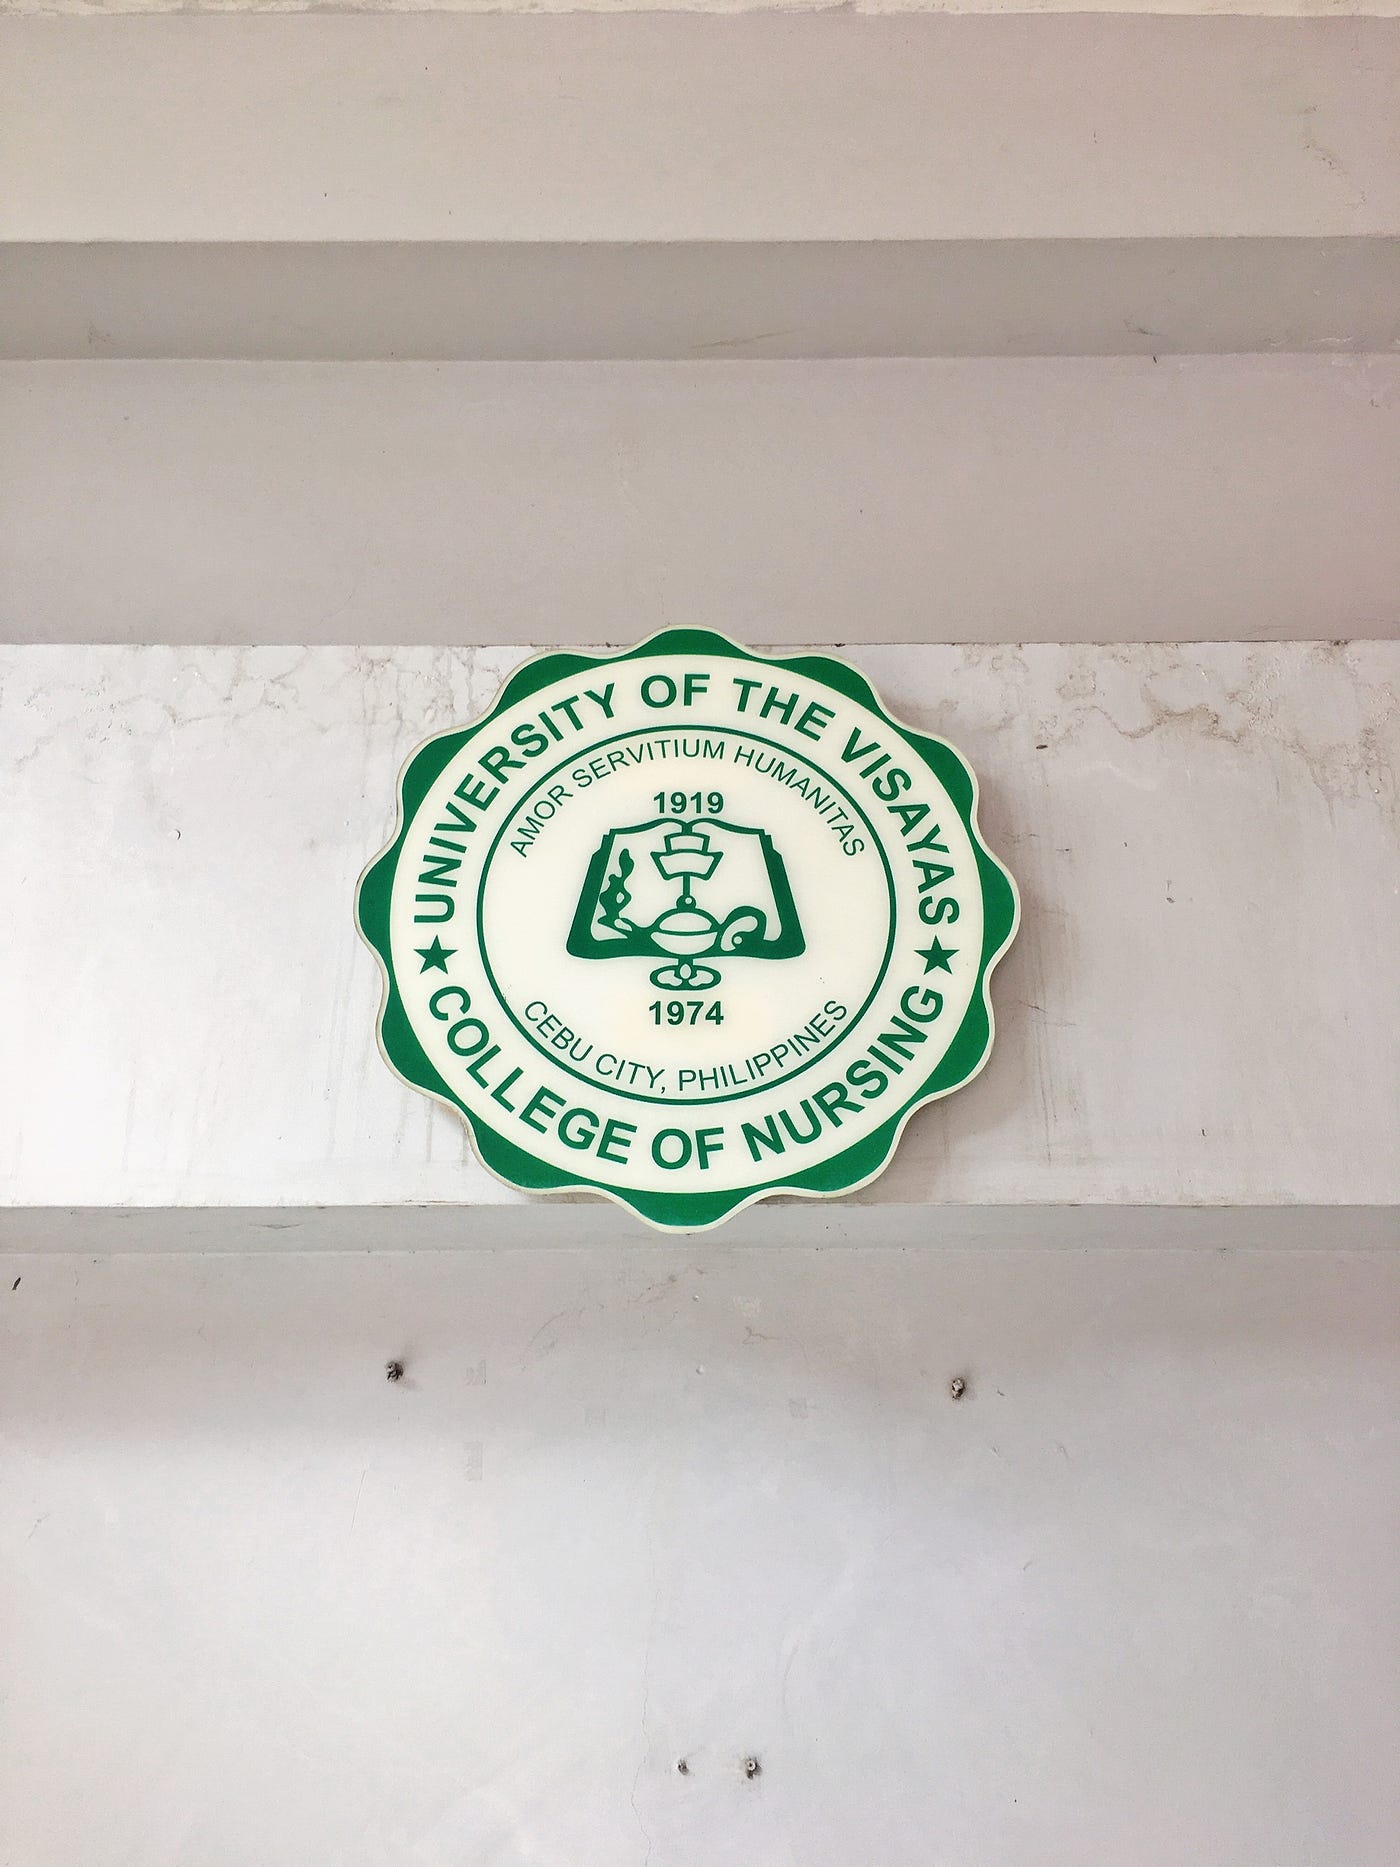 UNIVERSITY OF THE VISAYAS
AMOR SERVITIUM HUMANITAS
1919
1974
CEBU CITY, PHILIPPINES
★ COLLEGE OF NURSING ★